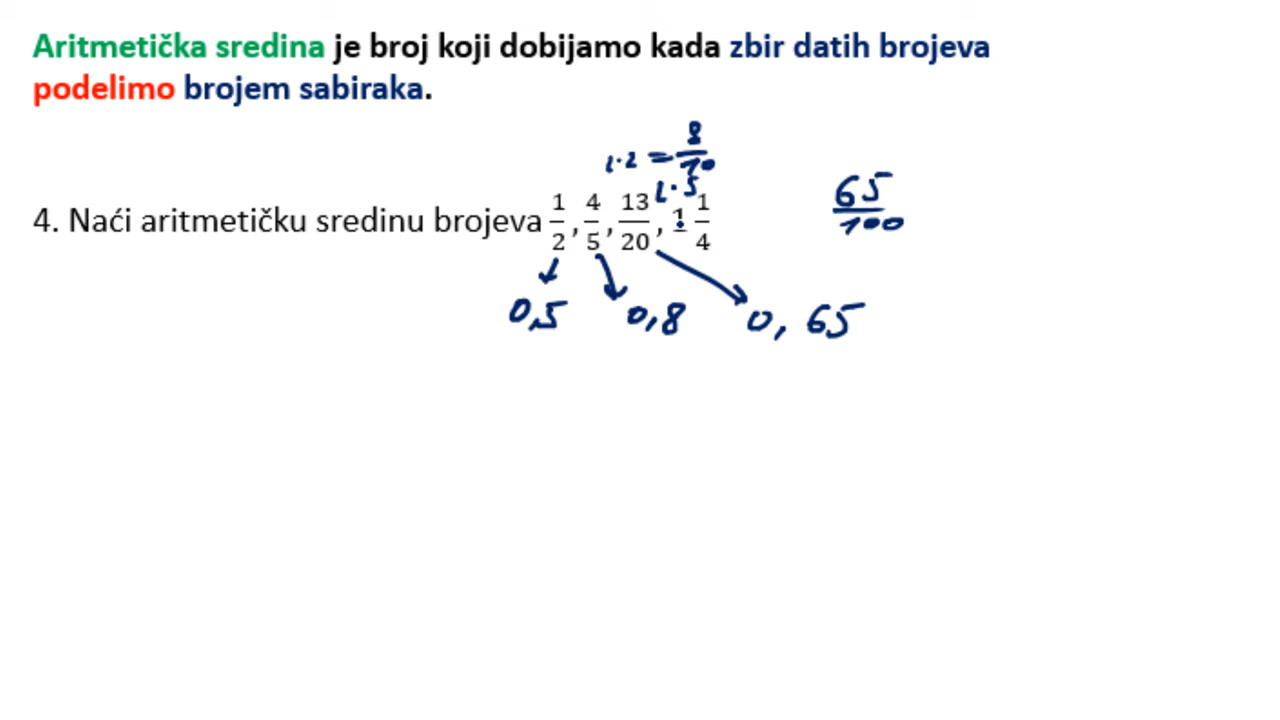 Aritmetička sredina je broj koji dobijamo kada zbir datih brojeva
podelimo brojem sabiraka.
·2 = 8/10
·5
65/100
4. Naći aritmetičku sredinu brojeva 1/2, 4/5, 13/20, 1 1/4
0,5 0,8 0,65